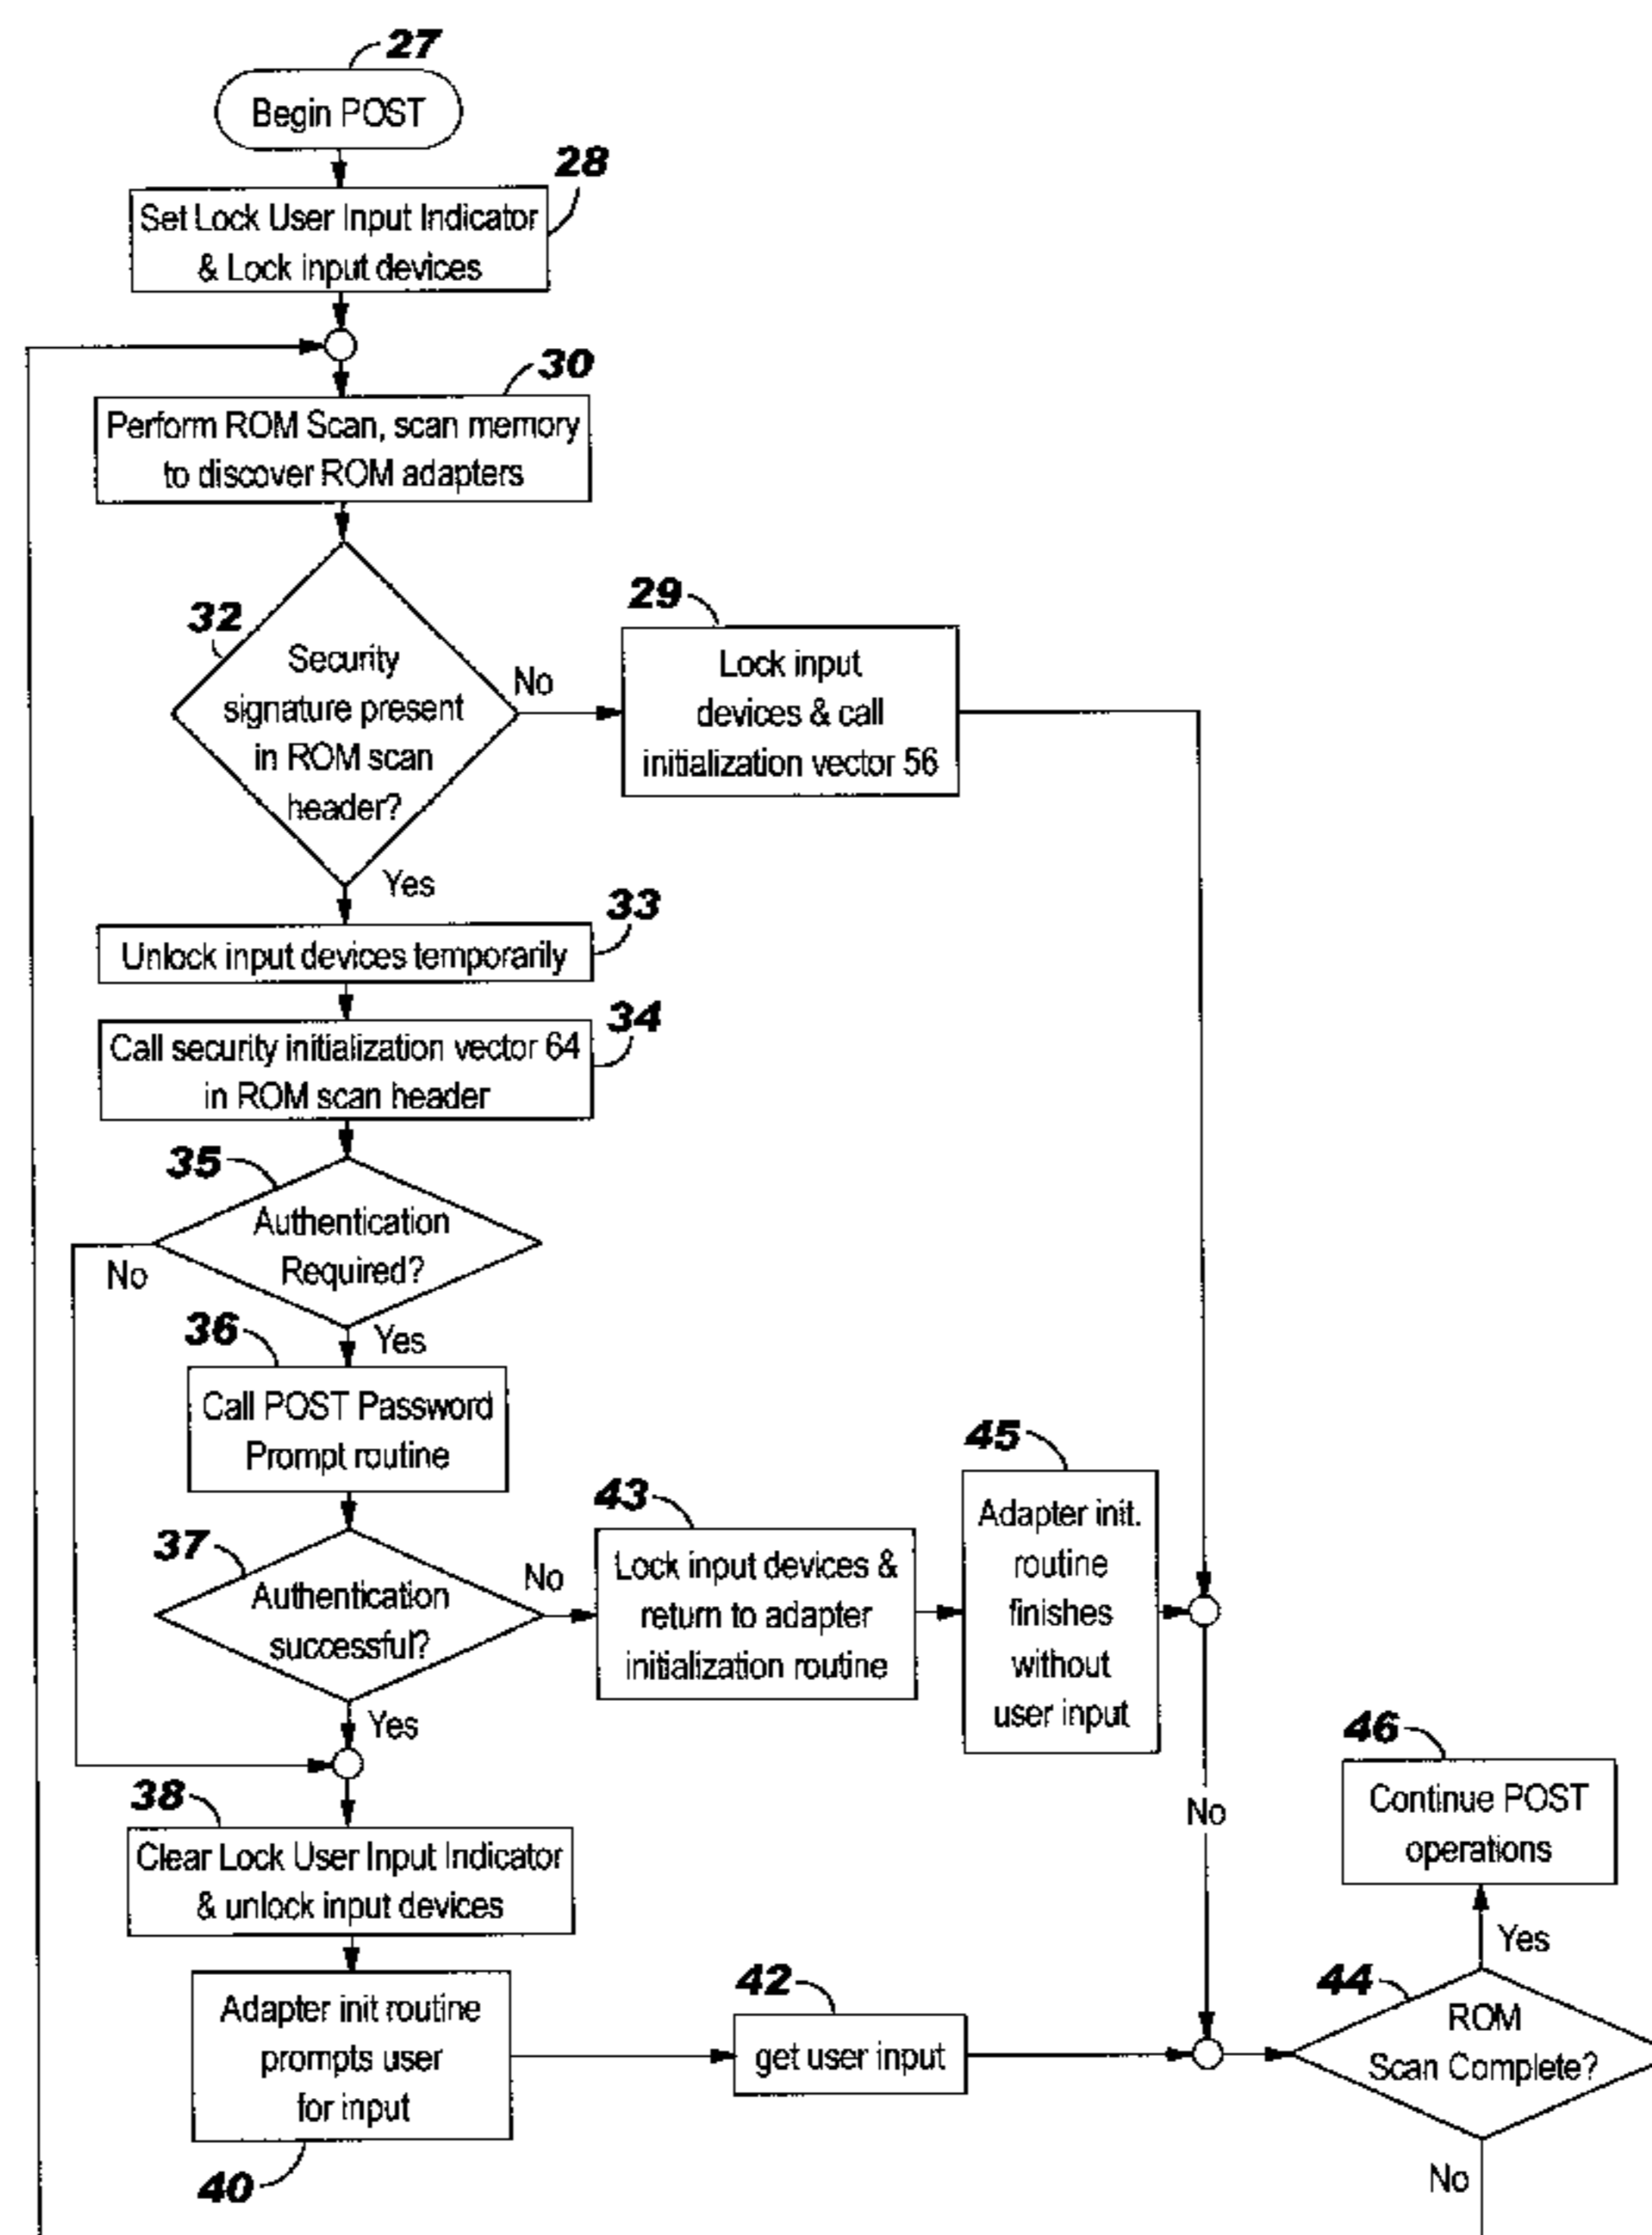 27
Begin POST
28
Set Lock User Input Indicator
& Lock input devices
30
Perform ROM Scan, scan memory
to discover ROM adapters
32
Security
signature present
in ROM scan
header?
No
29
Lock input
devices & call
initialization vector 56
Yes
33
Unlock input devices temporarily
34
Call security initialization vector 64
in ROM scan header
35
Authentication
Required?
No
Yes
36
Call POST Password
Prompt routine
37
Authentication
successful?
No
43
Lock input devices &
return to adapter
initialization routine
45
Adapter init.
routine
finishes
without
user input
Yes
No
38
Clear Lock User Input Indicator
& unlock input devices
40
Adapter init routine
prompts user
for input
42
get user input
44
ROM
Scan Complete?
Yes
46
Continue POST
operations
No